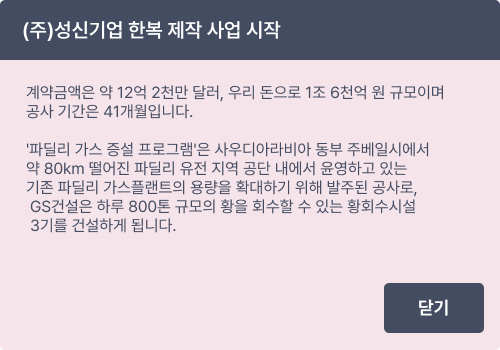 (주)성신기업 한복 제작 사업 시작
계약금액은 약 12억 2천만 달러, 우리 돈으로 1조 6천억 원 규모이며
공사 기간은 41개월입니다.
'파딜리 가스 증설 프로그램'은 사우디아라비아 동부 주베일시에서
약 80km 떨어진 파딜리 유전 지역 공단 내에서 윤영하고 있는
기존 파딜리 가스플랜트의 용량을 확대하기 위해 발주된 공사로,
GS건설은 하루 800톤 규모의 황을 회수할 수 있는 황회수시설
3기를 건설하게 됩니다.
닫기